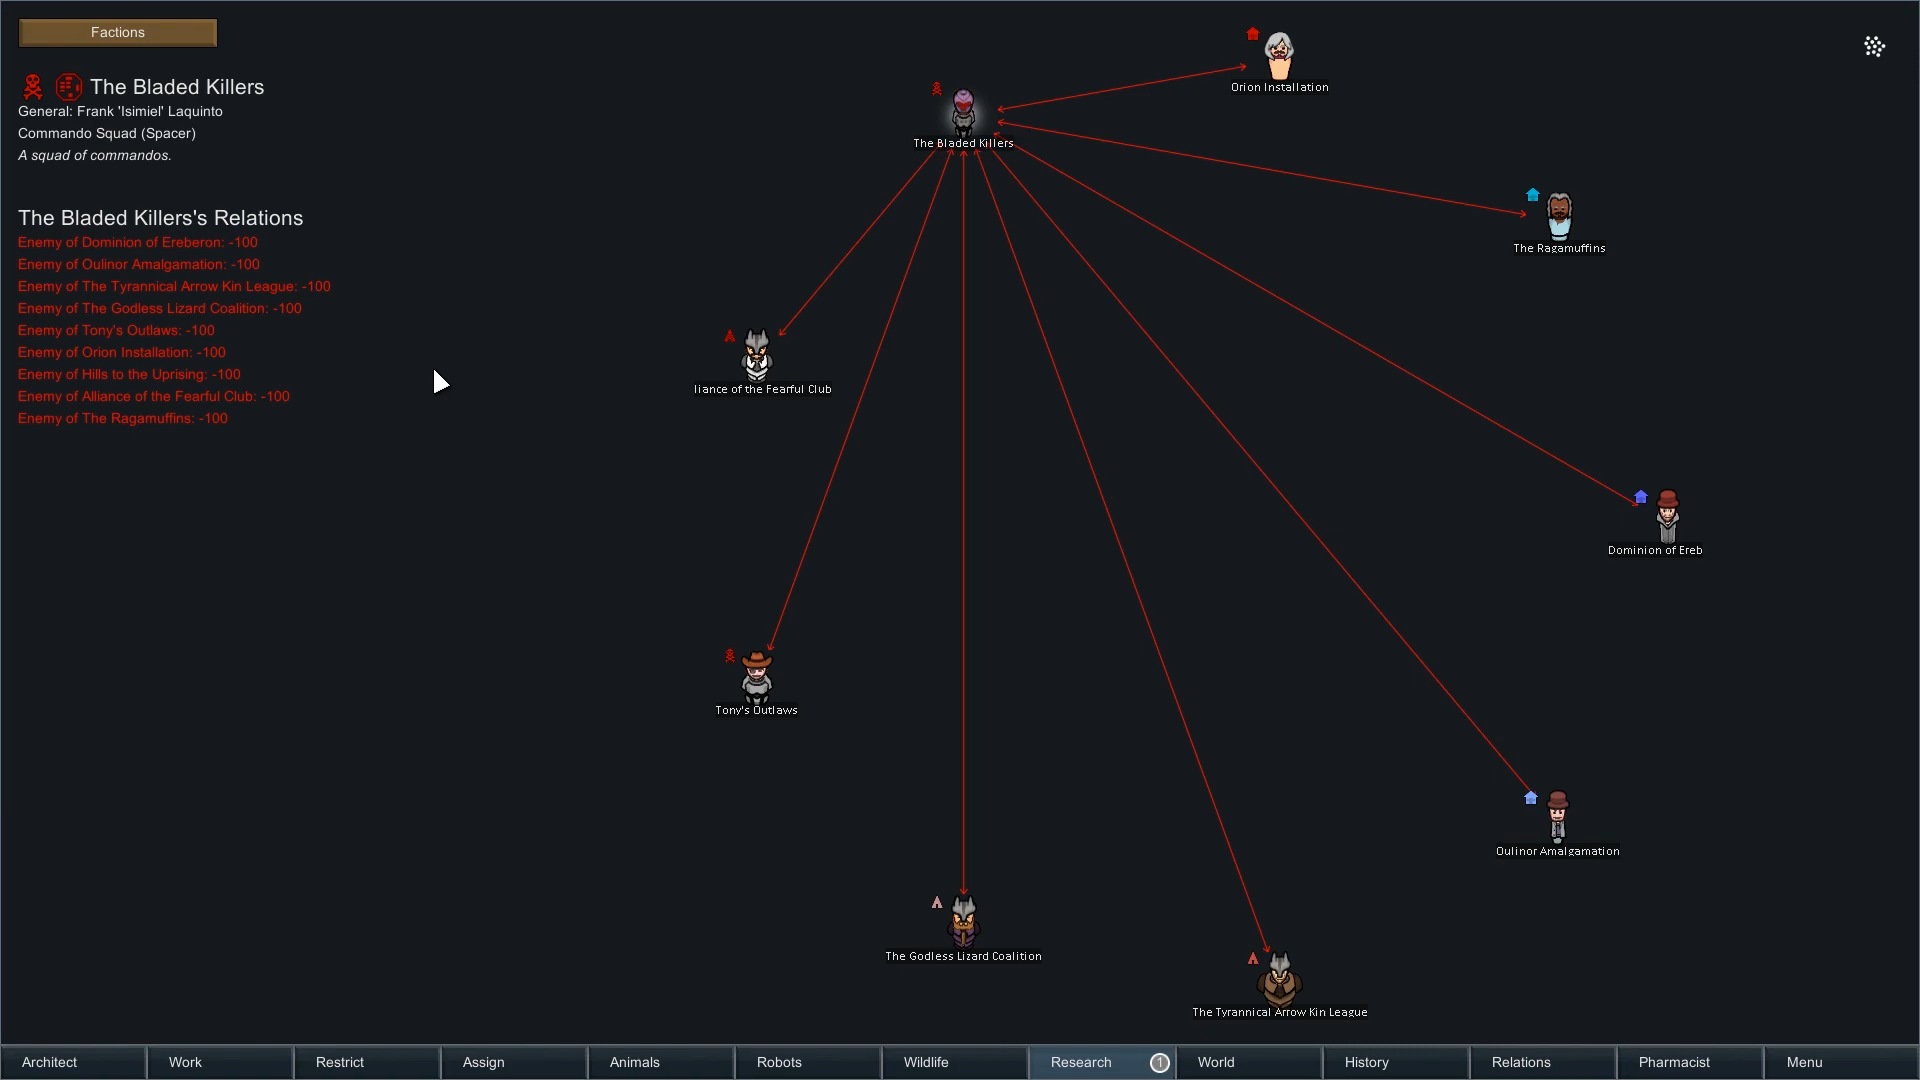 Factions
The Bladed Killers
General: Frank 'Isimiel' Laquinto
Commando Squad (Spacer)
A squad of commandos.
The Bladed Killers's Relations
Enemy of Dominion of Ereberon: -100
Enemy of Oulinor Amalgamation: -100
Enemy of The Tyrannical Arrow Kin League: -100
Enemy of The Godless Lizard Coalition: -100
Enemy of Tony's Outlaws: -100
Enemy of Orion Installation: -100
Enemy of Hills to the Uprising: -100
Enemy of Alliance of the Fearful Club: -100
Enemy of The Ragamuffins: -100
Orion Installation
The Bladed Killers
The Ragamuffins
liance of the Fearful Club
Dominion of Ereb
Tony's Outlaws
Oulinor Amalgamation
The Godless Lizard Coalition
The Tyrannical Arrow Kin League
Architect
Work
Restrict
Assign
Animals
Robots
Wildlife
Research
1
World
History
Relations
Pharmacist
Menu